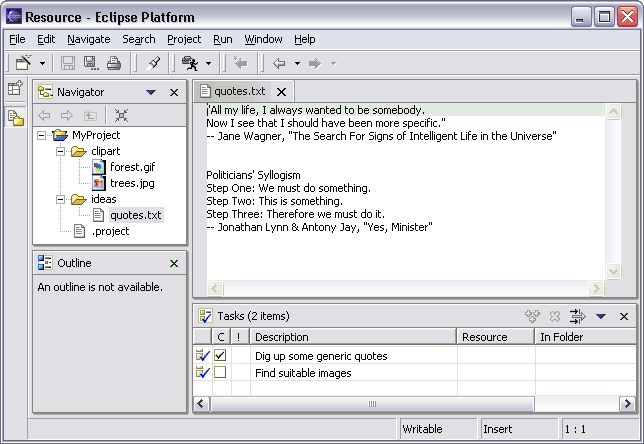 Resource - Eclipse Platform
File Edit Navigate Search Project Run Window Help
Navigator
MyProject
clipart
forest.gif
trees.jpg
ideas
quotes.txt
.project
Outline
An outline is not available.
quotes.txt
"All my life, I always wanted to be somebody.
Now I see that I should have been more specific."
-- Jane Wagner, "The Search For Signs of Intelligent Life in the Universe"
Politicians' Syllogism
Step One: We must do something.
Step Two: This is something.
Step Three: Therefore we must do it.
-- Jonathan Lynn & Antony Jay, "Yes, Minister"
Tasks (2 items)
C ! Description Resource In Folder
Dig up some generic quotes
Find suitable images
Writable Insert 1 : 1